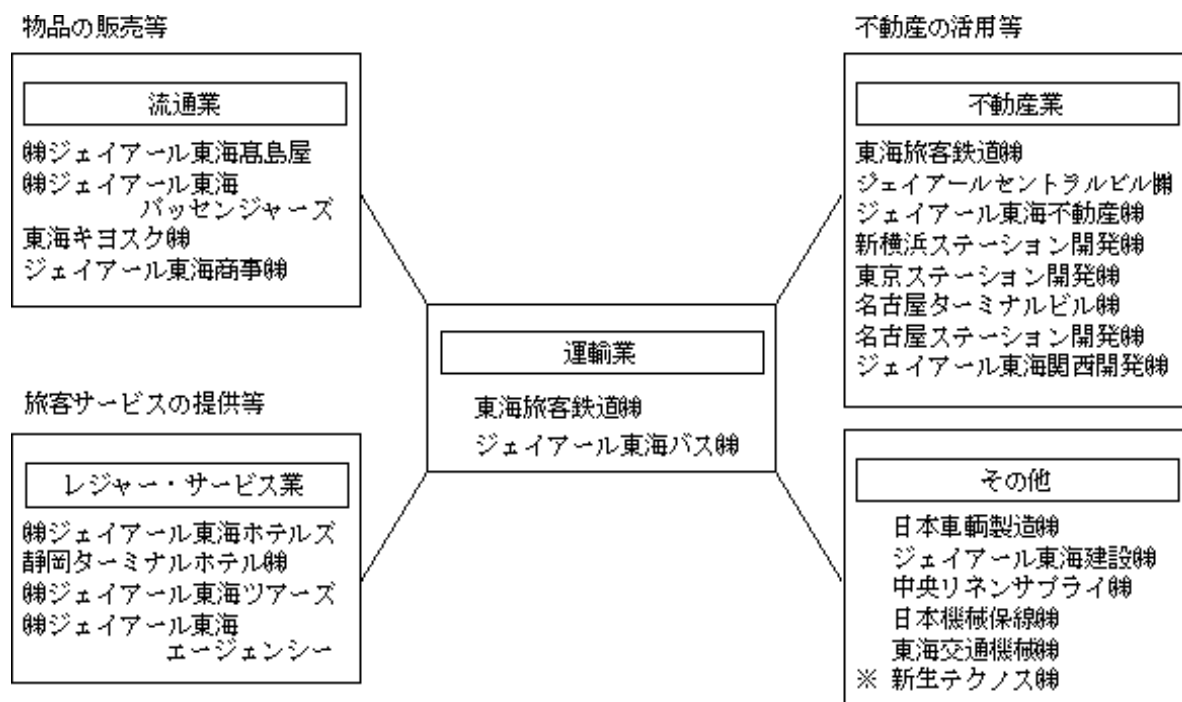 物品の販売等
流通業
㈱ジェイアール東海髙島屋
㈱ジェイアール東海
パッセンジャーズ
東海キヨスク㈱
ジェイアール東海商事㈱
旅客サービスの提供等
レジャー・サービス業
㈱ジェイアール東海ホテルズ
静岡ターミナルホテル㈱
㈱ジェイアール東海ツアーズ
㈱ジェイアール東海
エージェンシー
運輸業
東海旅客鉄道㈱
ジェイアール東海バス㈱
不動産の活用等
不動産業
東海旅客鉄道㈱
ジェイアールセントラルビル㈱
ジェイアール東海不動産㈱
新横浜ステーション開発㈱
東京ステーション開発㈱
名古屋ターミナルビル㈱
名古屋ステーション開発㈱
ジェイアール東海関西開発㈱
その他
日本車輌製造㈱
ジェイアール東海建設㈱
中央リネンサプライ㈱
日本機械保線㈱
東海交通機械㈱
※ 新生テクノス㈱